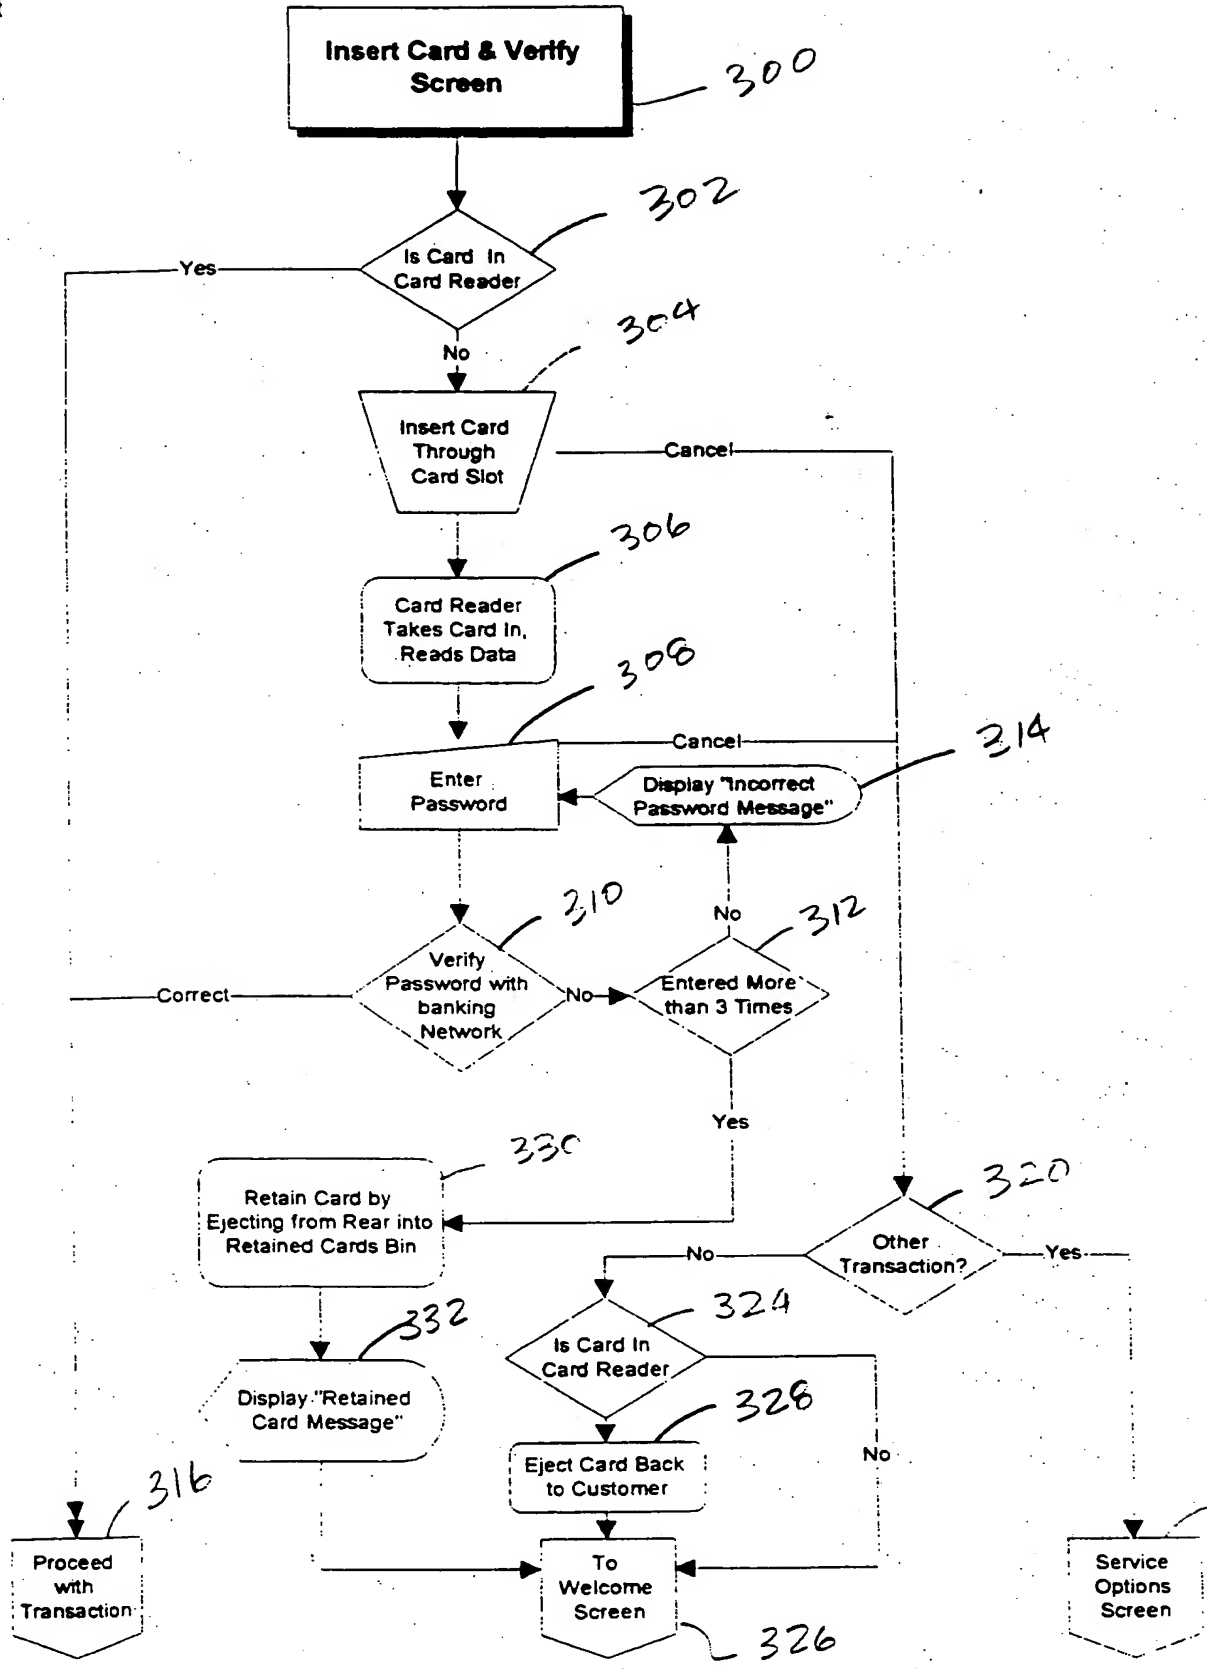 Insert Card & Verify
Screen
300
302
Is Card In
Card Reader
Yes
304
No
Insert Card
Through
Card Slot
Cancel
306
Card Reader
Takes Card In,
Reads Data
308
Cancel
314
Enter
Password
Display "Incorrect
Password Message"
310
No
312
Verify
Password with
banking
Network
Correct
No
Entered More
than 3 Times
Yes
330
320
Retain Card by
Ejecting from Rear into
Retained Cards Bin
Other
Transaction?
No
Yes
332
324
Is Card In
Card Reader
Display "Retained
Card Message"
328
No
Eject Card Back
to Customer
316
Proceed
with
Transaction
To
Welcome
Screen
Service
Options
Screen
326